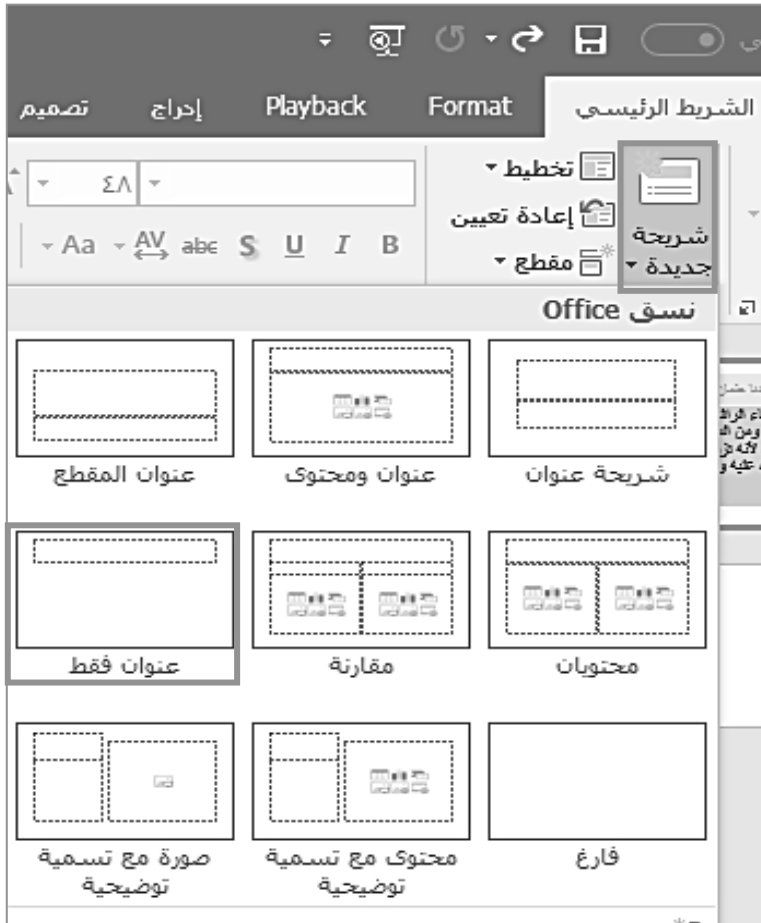 الشريط الرئيسي Format Playback إدراج تصميم
شريحة
جديدة
تخطيط
إعادة تعيين
مقطع
٤٨
B I U S abc AV Aa
نسق Office
شريحة عنوان
عنوان ومحتوى
عنوان المقطع
محتويان
مقارنة
عنوان فقط
فارغ
محتوى مع تسمية
توضيحية
صورة مع تسمية
توضيحية